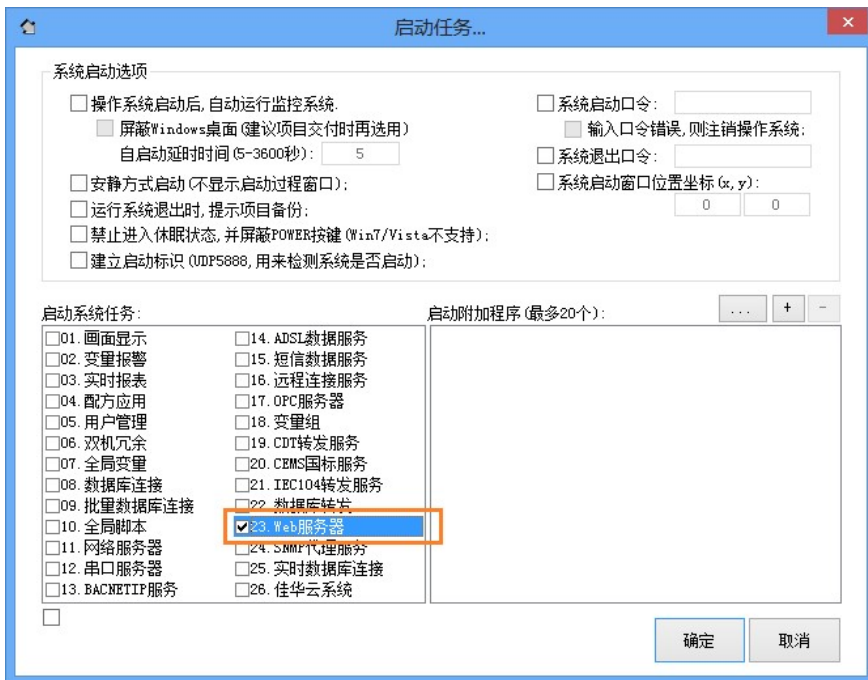 启动任务...
系统启动选项
操作系统启动后,自动运行监控系统.
屏蔽Windows桌面(建议项目交付时再选用)
自启动延时时间(5-3600秒): 5
安静方式启动(不显示启动过程窗口);
运行系统退出时,提示项目备份;
禁止进入休眠状态,并屏蔽POWER按键(Win7/Vista不支持);
建立启动标识(UDP5888,用来检测系统是否启动);
系统启动口令:
输入口令错误,则注销操作系统;
系统退出口令:
系统启动窗口位置坐标(x,y):
0 0
启动系统任务:
01.画面显示
02.变量报警
03.实时报表
04.配方应用
05.用户管理
06.双机冗余
07.全局变量
08.数据库连接
09.批量数据库连接
10.全局脚本
11.网络服务器
12.串口服务器
13.BACNETIP服务
14.ADSL数据服务
15.短信数据服务
16.远程连接服务
17.OPC服务器
18.变量组
19.CDT转发服务
20.CEMS国标服务
21.IEC104转发服务
22.数据库转发
23.Web服务器
24.SNMP代理服务
25.实时数据库连接
26.佳华云系统
启动附加程序(最多20个):
... + -
确定 取消